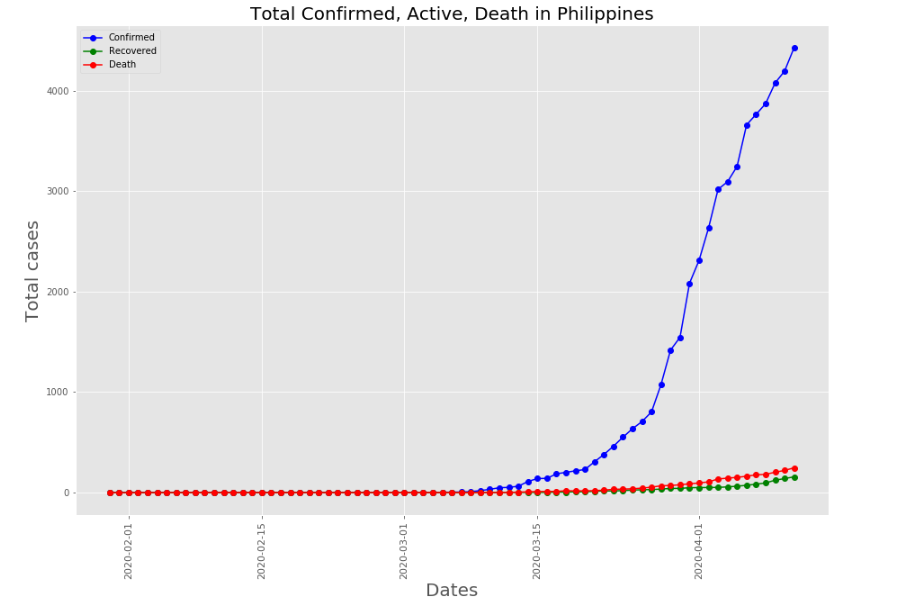 Total Confirmed, Active, Death in Philippines
Confirmed
Recovered
Death
4000
3000
2000
1000
0
Total cases
2020-02-01
2020-02-15
2020-03-01
2020-03-15
2020-04-01
Dates